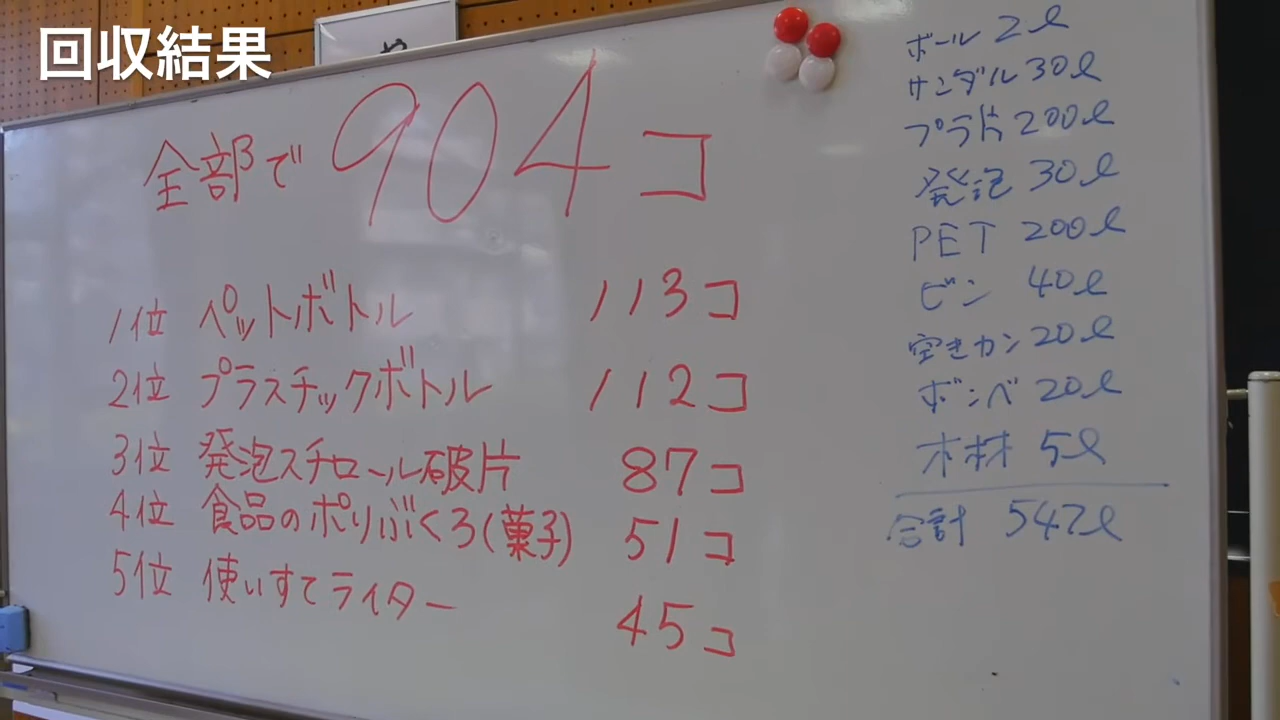 回収結果
全部で 904コ
1位 ペットボトル 113コ
2位 プラスチックボトル 112コ
3位 発泡スチロール破片 87コ
4位 食品のポリぶくろ(菓子) 51コ
5位 使いすてライター 45コ
ボール 2ℓ
サンダル 30ℓ
プラ片 200ℓ
発泡 30ℓ
PET 200ℓ
ビン 40ℓ
空きカン 20ℓ
ボンベ 20ℓ
木材 5ℓ
合計 547ℓ